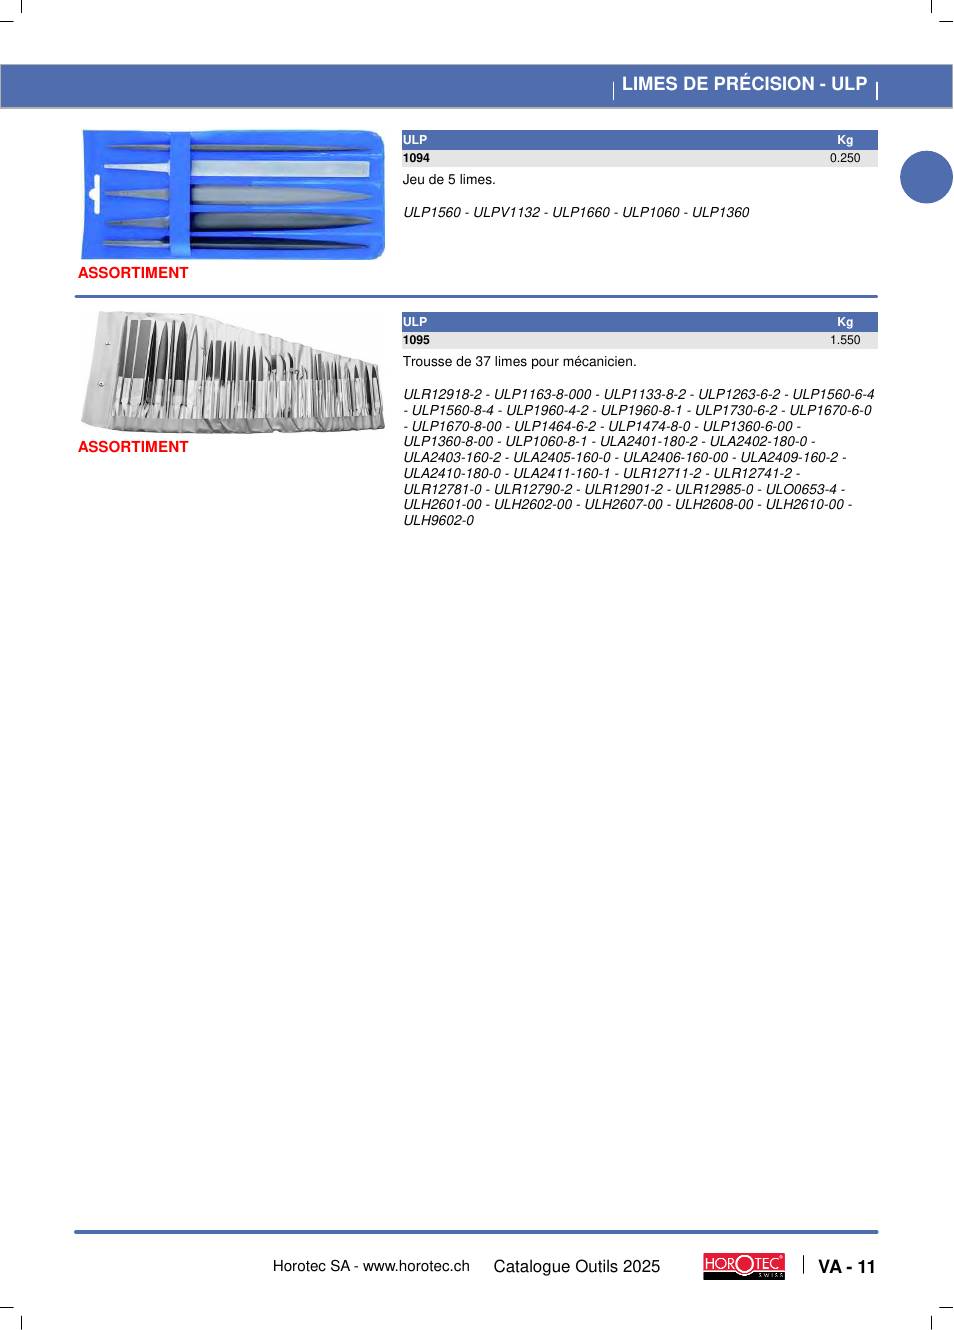 LIMES DE PRÉCISION - ULP
ULP Kg
1094 0.250
Jeu de 5 limes.
ULP1560 - ULPV1132 - ULP1660 - ULP1060 - ULP1360
ASSORTIMENT
ULP Kg
1095 1.550
Trousse de 37 limes pour mécanicien.
ULR12918-2 - ULP1163-8-000 - ULP1133-8-2 - ULP1263-6-2 - ULP1560-6-4
- ULP1560-8-4 - ULP1960-4-2 - ULP1960-8-1 - ULP1730-6-2 - ULP1670-6-0
- ULP1670-8-00 - ULP1464-6-2 - ULP1474-8-0 - ULP1360-6-00 -
ULP1360-8-00 - ULP1060-8-1 - ULA2401-180-2 - ULA2402-180-0 -
ULA2403-160-2 - ULA2405-160-0 - ULA2406-160-00 - ULA2409-160-2 -
ULA2410-180-0 - ULA2411-160-1 - ULR12711-2 - ULR12741-2 -
ULR12781-0 - ULR12790-2 - ULR12901-2 - ULR12985-0 - ULO0653-4 -
ULH2601-00 - ULH2602-00 - ULH2607-00 - ULH2608-00 - ULH2610-00 -
ULH9602-0
ASSORTIMENT
Horotec SA - www.horotec.ch Catalogue Outils 2025 HOROTEC SWISS VA - 11